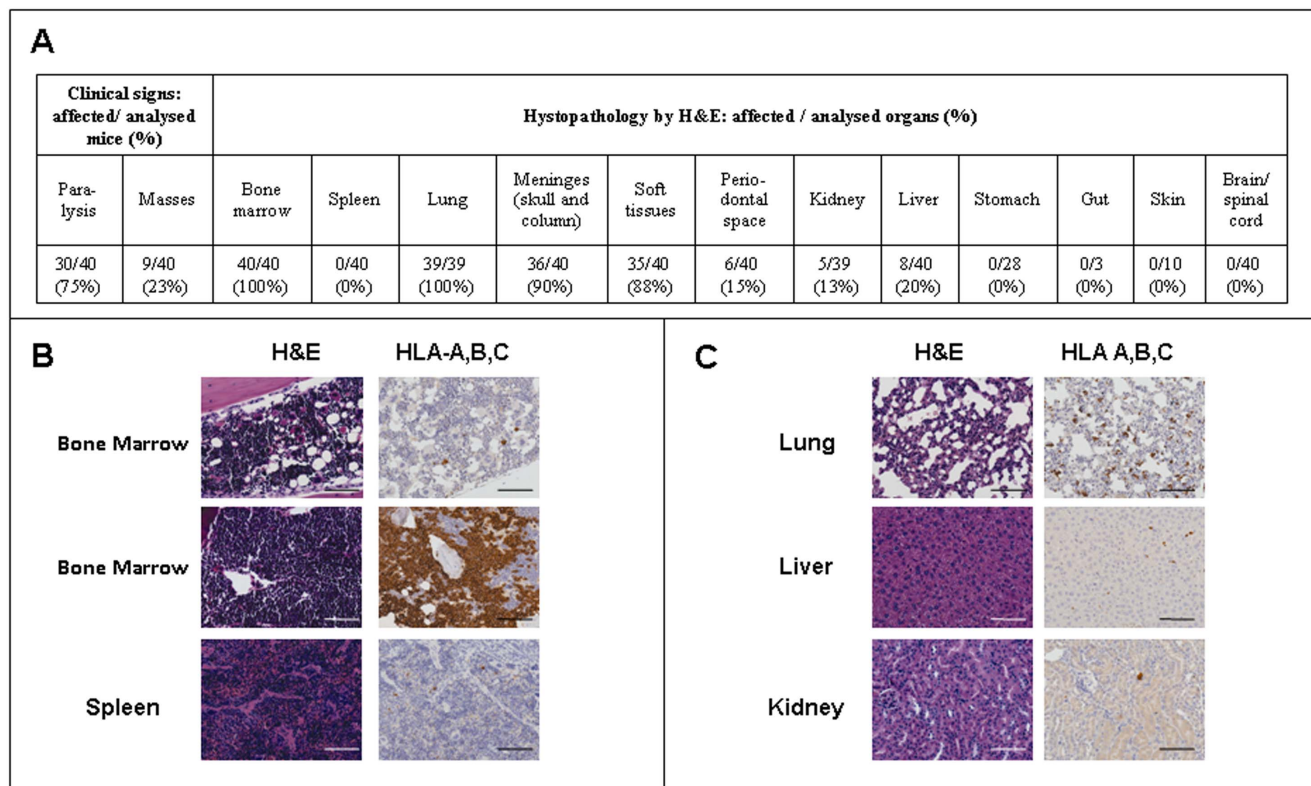 A
Clinical signs:
affected/ analysed
mice (%)
Hystopathology by H&E: affected / analysed organs (%)
Para-
lysis
Masses
Bone
marrow
Spleen
Lung
Meninges
(skull and
column)
Soft
tissues
Perio-
dontal
space
Kidney
Liver
Stomach
Gut
Skin
Brain/
spinal
cord
30/40
(75%)
9/40
(23%)
40/40
(100%)
0/40
(0%)
39/39
(100%)
36/40
(90%)
35/40
(88%)
6/40
(15%)
5/39
(13%)
8/40
(20%)
0/28
(0%)
0/3
(0%)
0/10
(0%)
0/40
(0%)
B
H&E
HLA-A,B,C
Bone Marrow
Bone Marrow
Spleen
C
H&E
HLA A,B,C
Lung
Liver
Kidney